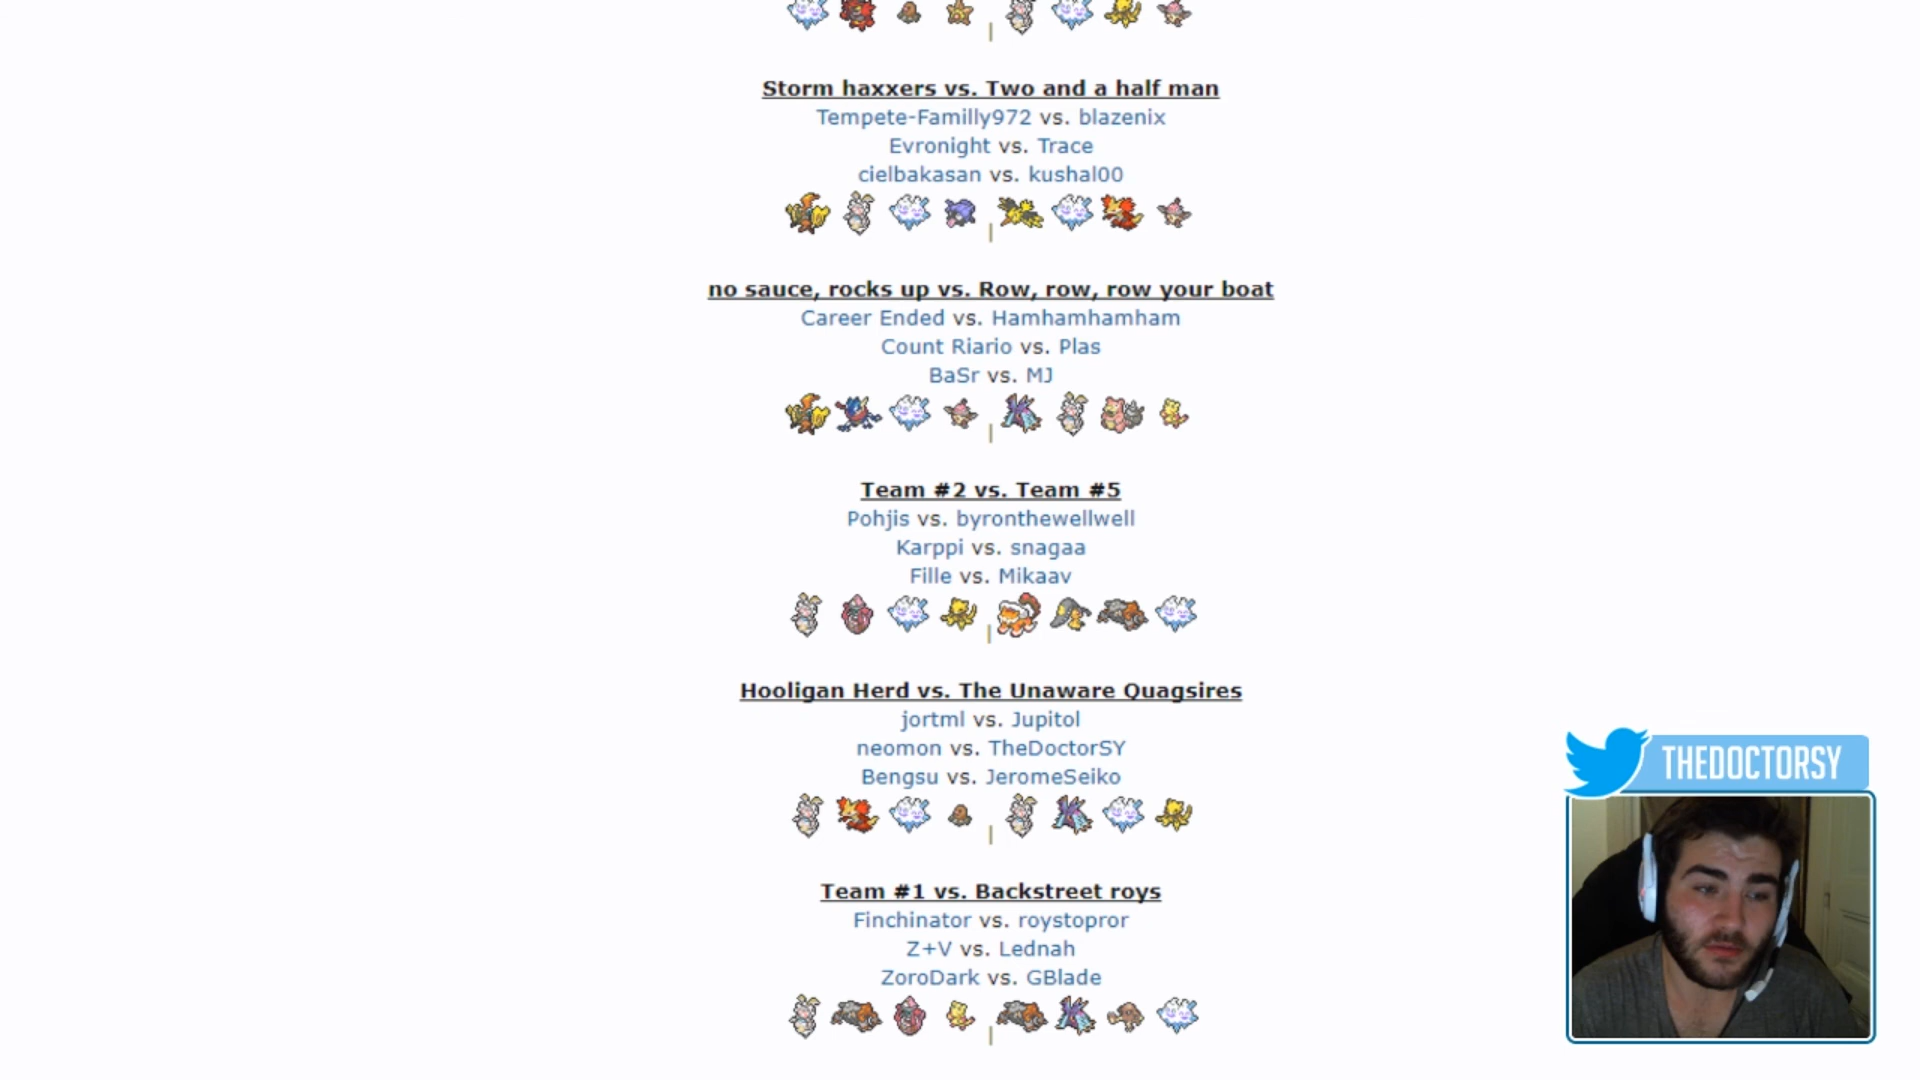 Storm haxxers vs. Two and a half man
Tempete-Familly972 vs. blazenix
Evronight vs. Trace
cielbakasan vs. kushal00
|
no sauce, rocks up vs. Row, row, row your boat
Career Ended vs. Hamhamhamham
Count Riario vs. Plas
BaSr vs. MJ
|
Team #2 vs. Team #5
Pohjis vs. byronthewellwell
Karppi vs. snagaa
Fille vs. Mikaav
|
Hooligan Herd vs. The Unaware Quagsires
jortml vs. Jupitol
neomon vs. TheDoctorSY
Bengsu vs. JeromeSeiko
|
Team #1 vs. Backstreet roys
Finchinator vs. roystopror
Z+V vs. Lednah
ZoroDark vs. GBlade
|
THEDOCTORSY